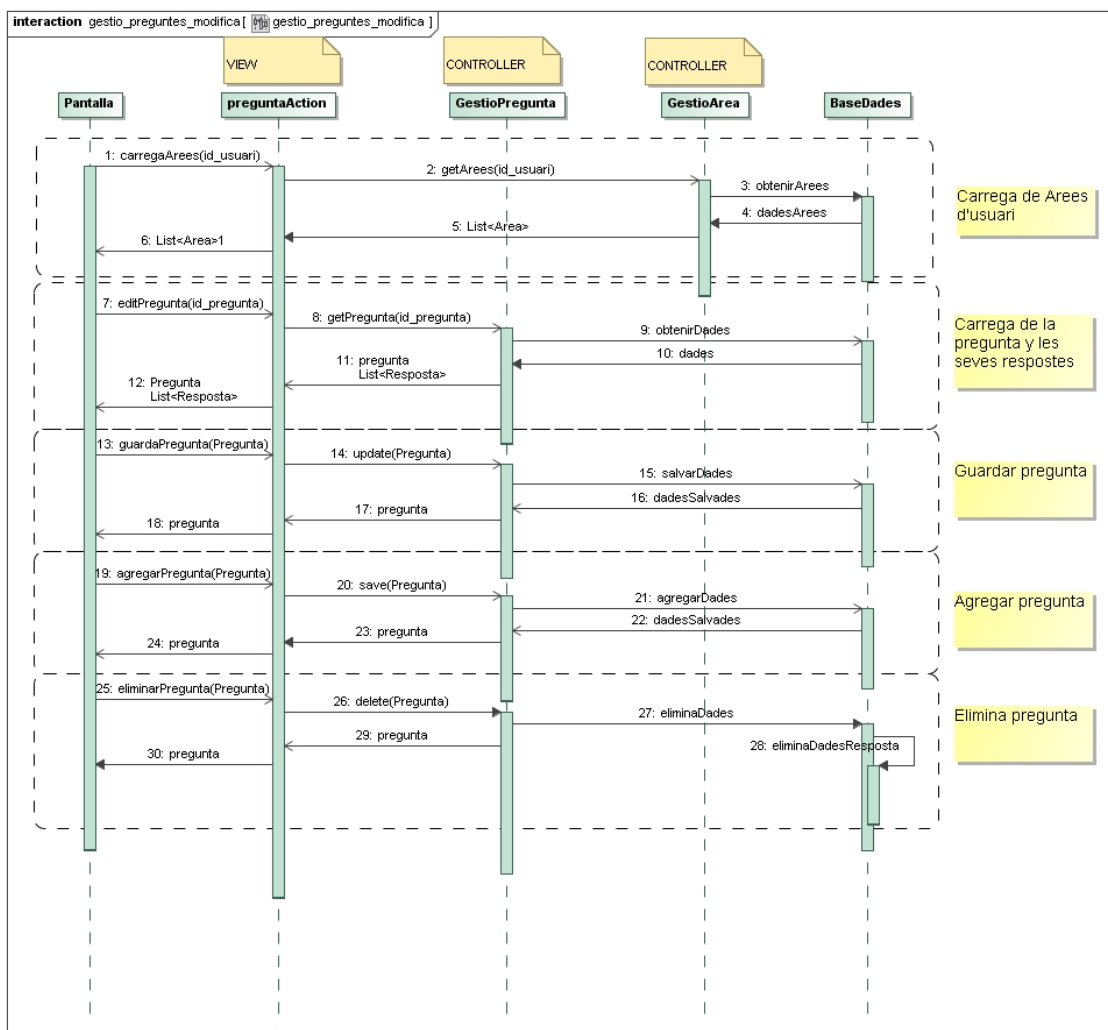 interaction gestio_preguntes_modifica[ gestio_preguntes_modifica ]
VIEW
CONTROLLER
CONTROLLER
Pantalla
preguntaAction
GestioPregunta
GestioArea
BaseDades
1: carregaArees(id_usuari)
2: getArees(id_usuari)
3: obtenirArees
4: dadesArees
5: List<Area>
6: List<Area>1
Carrega de Arees
d'usuari
7: editPregunta(id_pregunta)
8: getPregunta(id_pregunta)
9: obtenirDades
10: dades
11: pregunta
List<Resposta>
12: Pregunta
List<Resposta>
Carrega de la
pregunta y les
seves respostes
13: guardaPregunta(Pregunta)
14: update(Pregunta)
15: salvarDades
16: dadesSalvades
17: pregunta
18: pregunta
Guardar pregunta
19: agregarPregunta(Pregunta)
20: save(Pregunta)
21: agregarDades
22: dadesSalvades
23: pregunta
24: pregunta
Agregar pregunta
25: eliminarPregunta(Pregunta)
26: delete(Pregunta)
27: eliminaDades
28: eliminaDadesResposta
29: pregunta
30: pregunta
Elimina pregunta